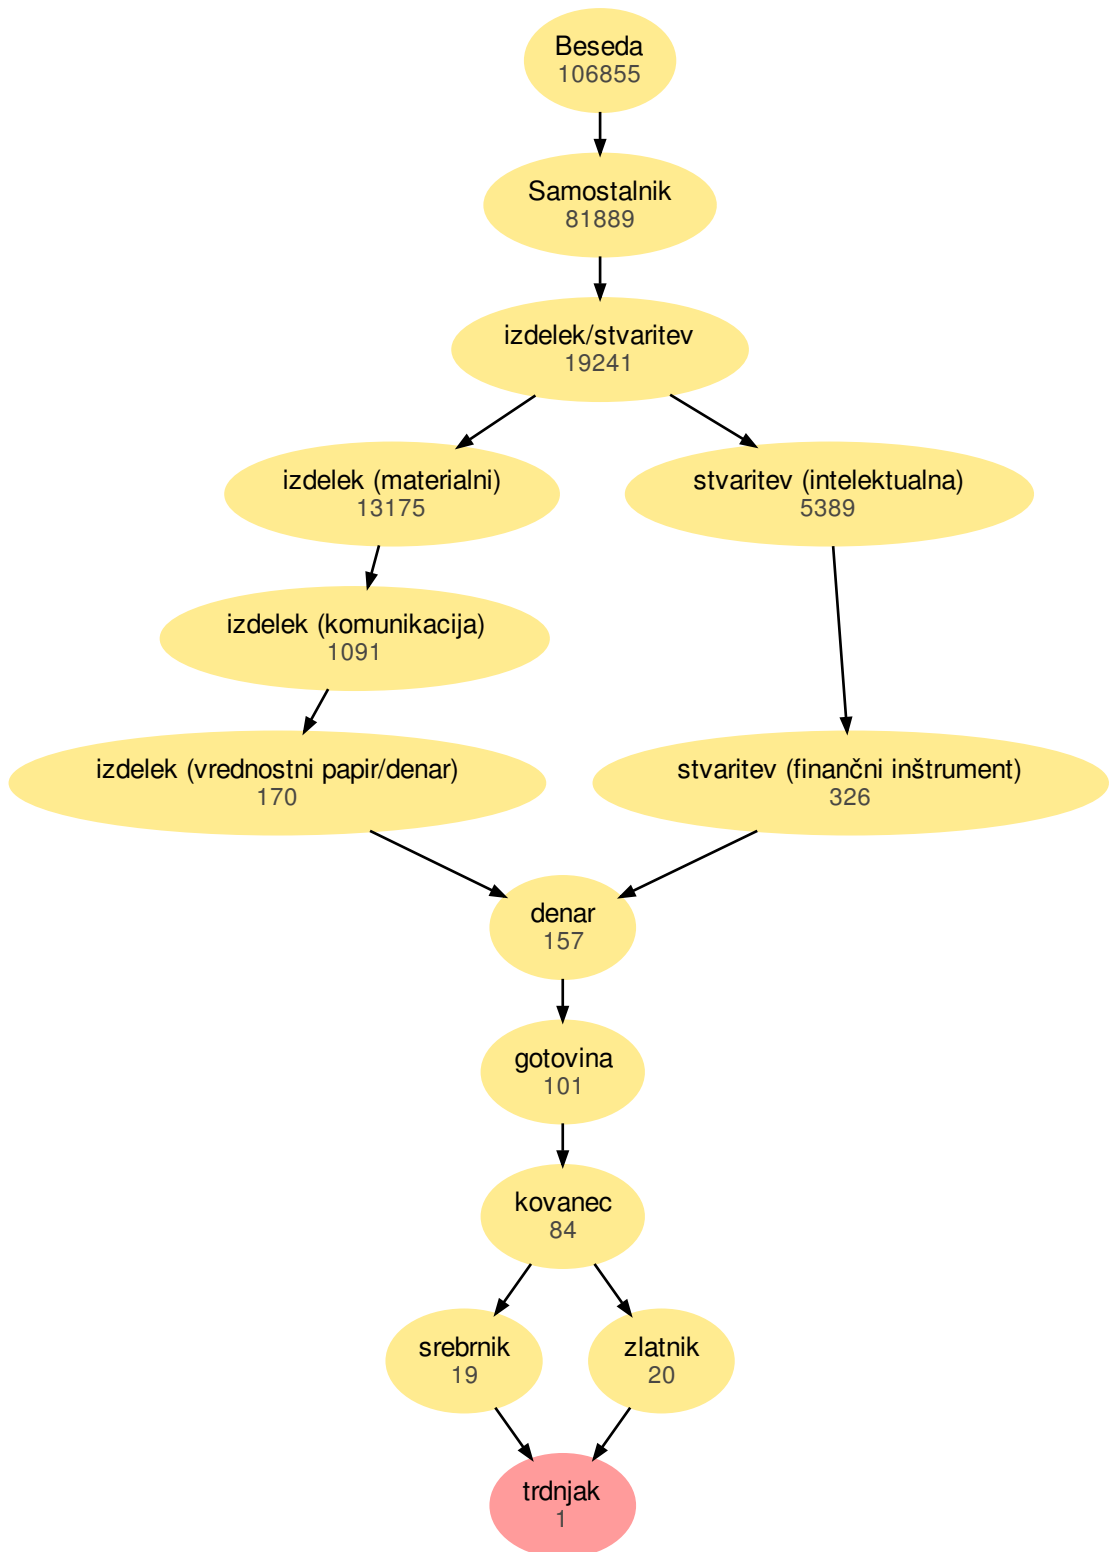 Beseda
106855
Samostalnik
81889
izdelek/stvaritev
19241
izdelek (materialni)
13175
stvaritev (intelektualna)
5389
izdelek (komunikacija)
1091
izdelek (vrednostni papir/denar)
170
stvaritev (finančni inštrument)
326
denar
157
gotovina
101
kovanec
84
srebrnik
19
zlatnik
20
trdnjak
1